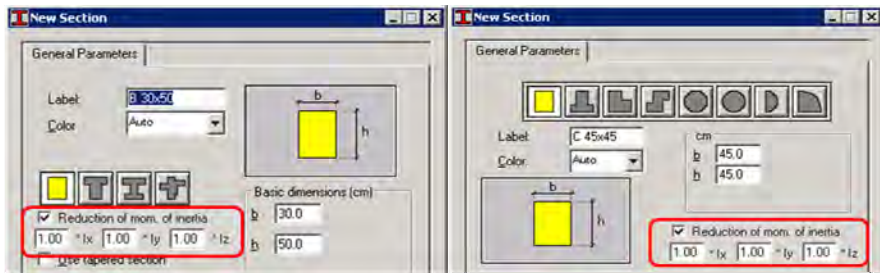 New Section
General Parameters
Label:
B 30x50
Color
Auto
b
h
Reduction of mom. of inertia
1.00 * Ix 1.00 * Iy 1.00 * Iz
Use tapered section
Basic dimensions (cm)
b 30.0
h 50.0
New Section
General Parameters
Label:
C 45x45
Color
Auto
cm
b 45.0
h 45.0
b
h
Reduction of mom. of inertia
1.00 * Ix 1.00 * Iy 1.00 * Iz